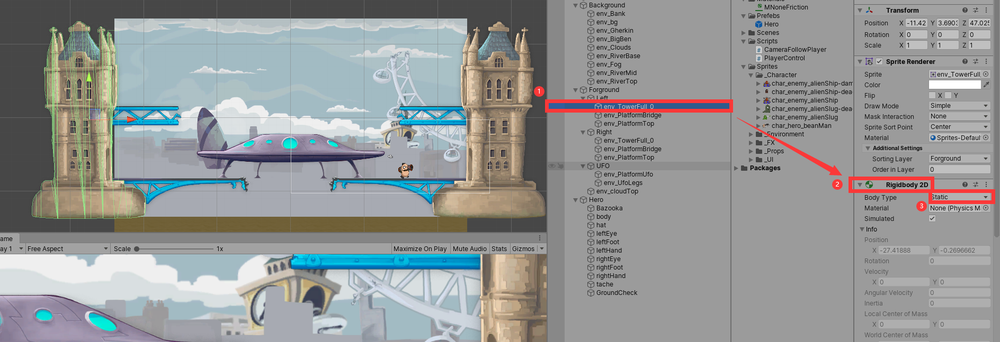 Background
env_Bank
env_bg
env_Gherkin
env_BigBen
env_Clouds
env_RiverBase
env_Fog
env_RiverMid
env_RiverTop
Forground
Left
1
env_TowerFull_0
env_PlatformBridge
env_PlatformTop
Right
env_TowerFull_0
env_PlatformBridge
env_PlatformTop
UFO
env_PlatformUfo
env_UfoLegs
env_cloudTop
Hero
Bazooka
body
hat
leftEye
leftFoot
leftHand
rightEye
rightFoot
rightHand
tache
GroundCheck
MNoneFriction
Prefebs
Hero
Scenes
Scripts
# CameraFollowPlayer
# PlayerControl
Sprites
_Character
char_enemy_alienShip-dam
char_enemy_alienShip-dea
char_enemy_alienShip
char_enemy_alienSlug-dea
char_enemy_alienSlug
char_hero_beanMan
_Environment
_FX
_Props
_UI
Packages
Transform
Position X -11.42 Y 3.6903 Z 47.025
Rotation X 0 Y 0 Z 0
Scale X 1 Y 1 Z 1
Sprite Renderer
Sprite env_TowerFull_
Color
Flip X Y
Draw Mode Simple
Mask Interaction None
Sprite Sort Point Center
Material Sprites-Defaul
Additional Settings
Sorting Layer Forground
Order in Layer 0
2 Rigidbody 2D
Body Type Static
3
Material None (Physics M
Simulated
Info
Position
X -27.41888 Y -0.2696662
Rotation 0
Velocity
X 0 Y 0
Angular Velocity 0
Inertia 0
Local Center of Mass
X 0 Y 0
World Center of Mass
ame
ay 1 Free Aspect Scale 1x Maximize On Play Mute Audio Stats Gizmos